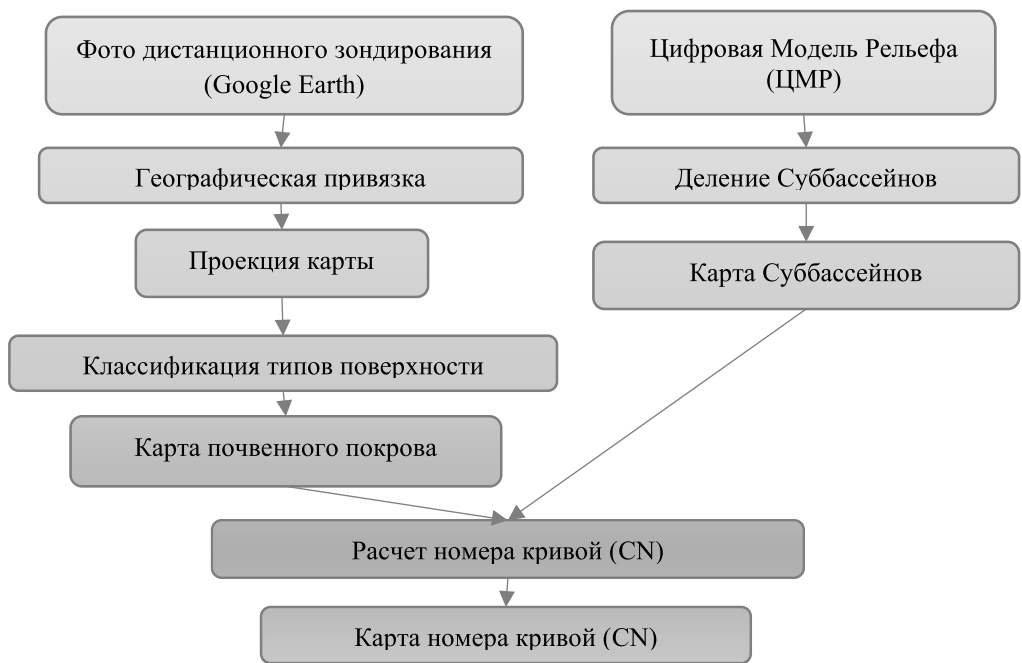 Фото дистанционного зондирования
(Google Earth)
Цифровая Модель Рельефа
(ЦМР)
Географическая привязка
Деление Суббассейнов
Проекция карты
Карта Суббассейнов
Классификация типов поверхности
Карта почвенного покрова
Расчет номера кривой (CN)
Карта номера кривой (CN)